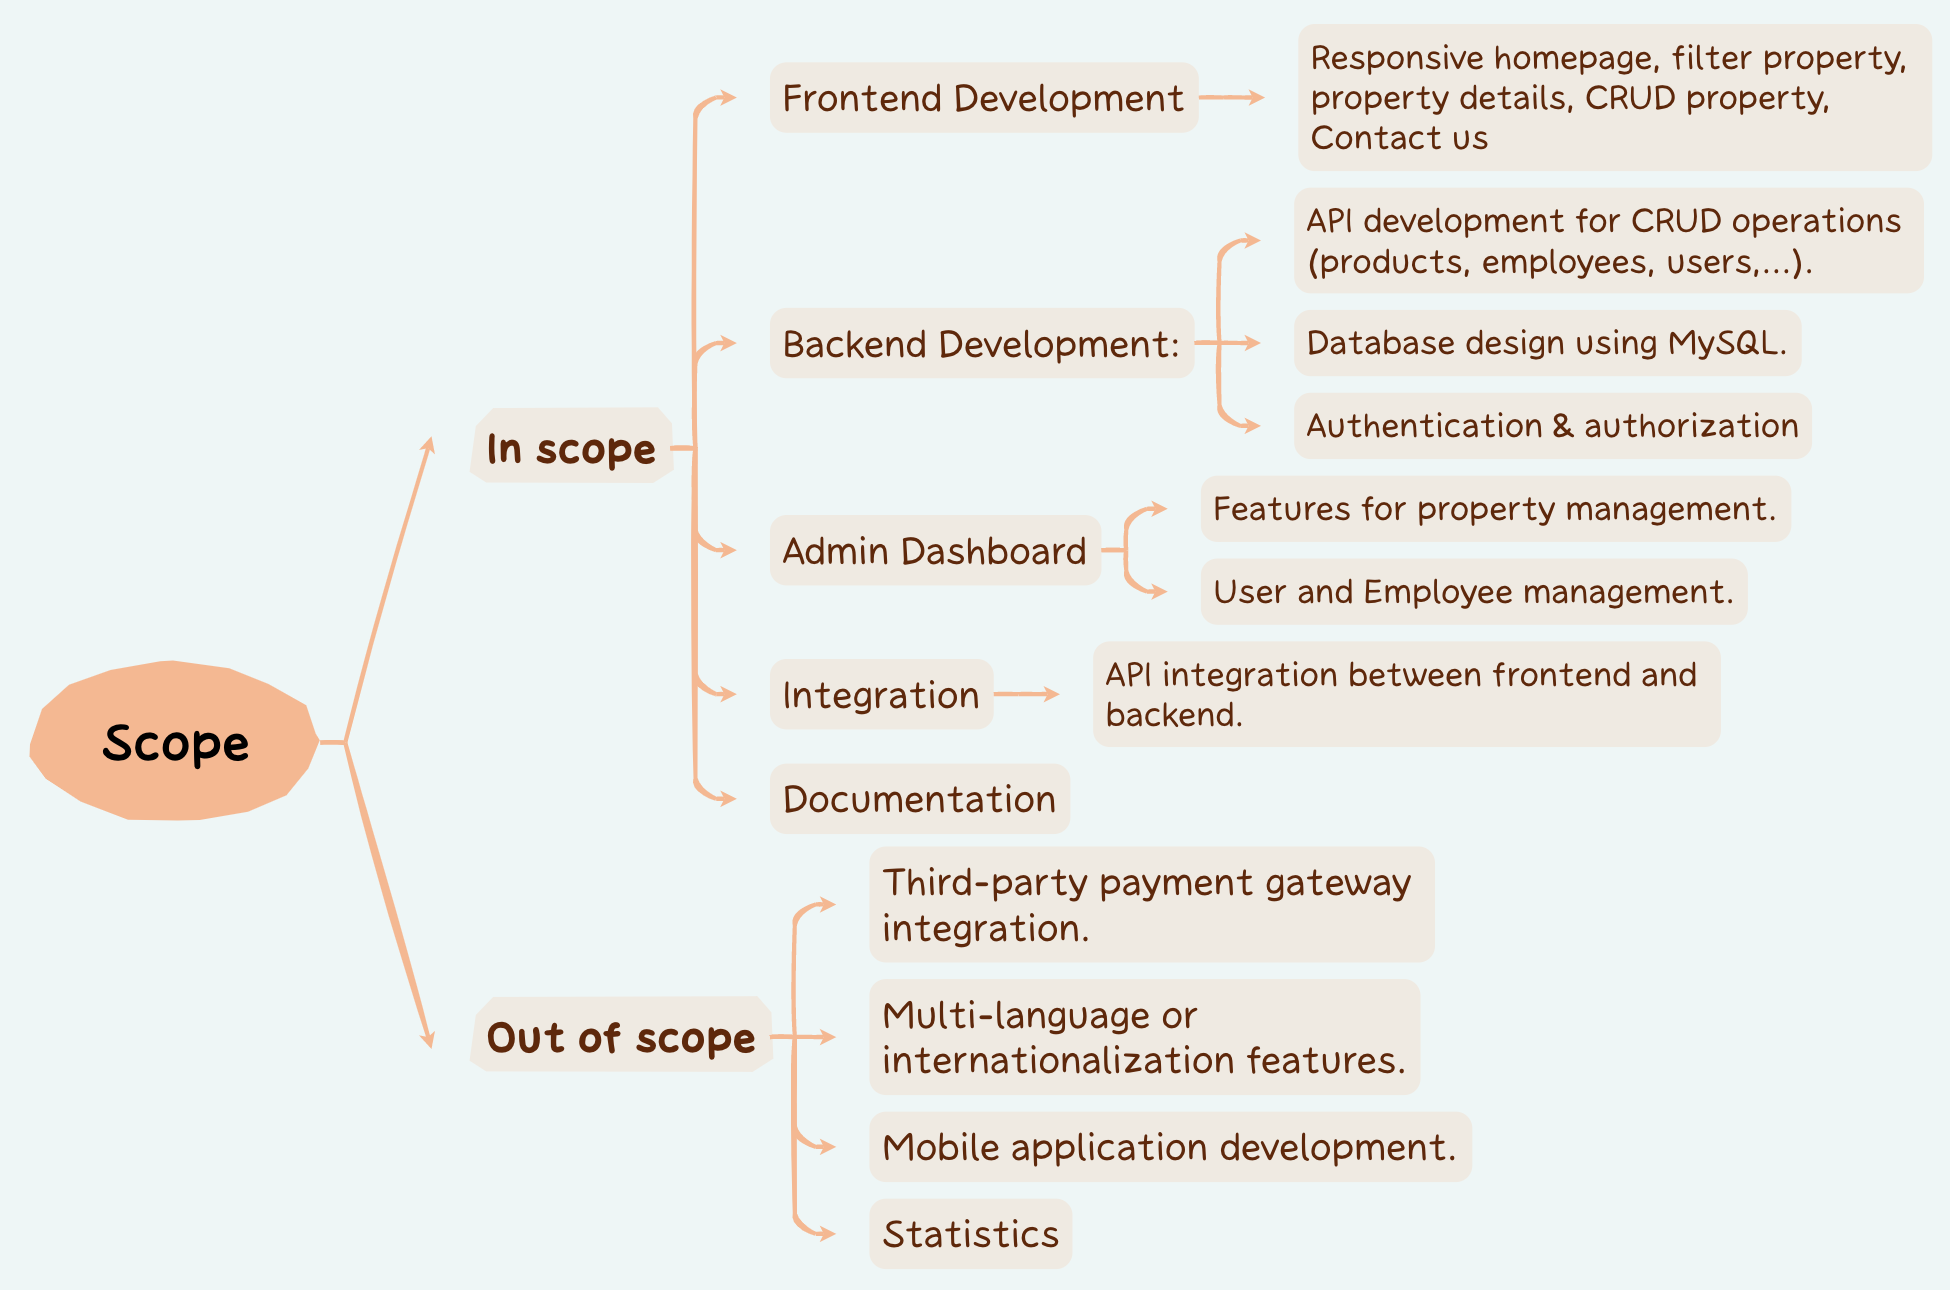 Scope
In scope
Frontend Development
Responsive homepage, filter property,
property details, CRUD property,
Contact us
Backend Development:
API development for CRUD operations
(products, employees, users,...).
Database design using MySQL.
Authentication & authorization
Admin Dashboard
Features for property management.
User and Employee management.
Integration
API integration between frontend and
backend.
Documentation
Out of scope
Third-party payment gateway
integration.
Multi-language or
internationalization features.
Mobile application development.
Statistics